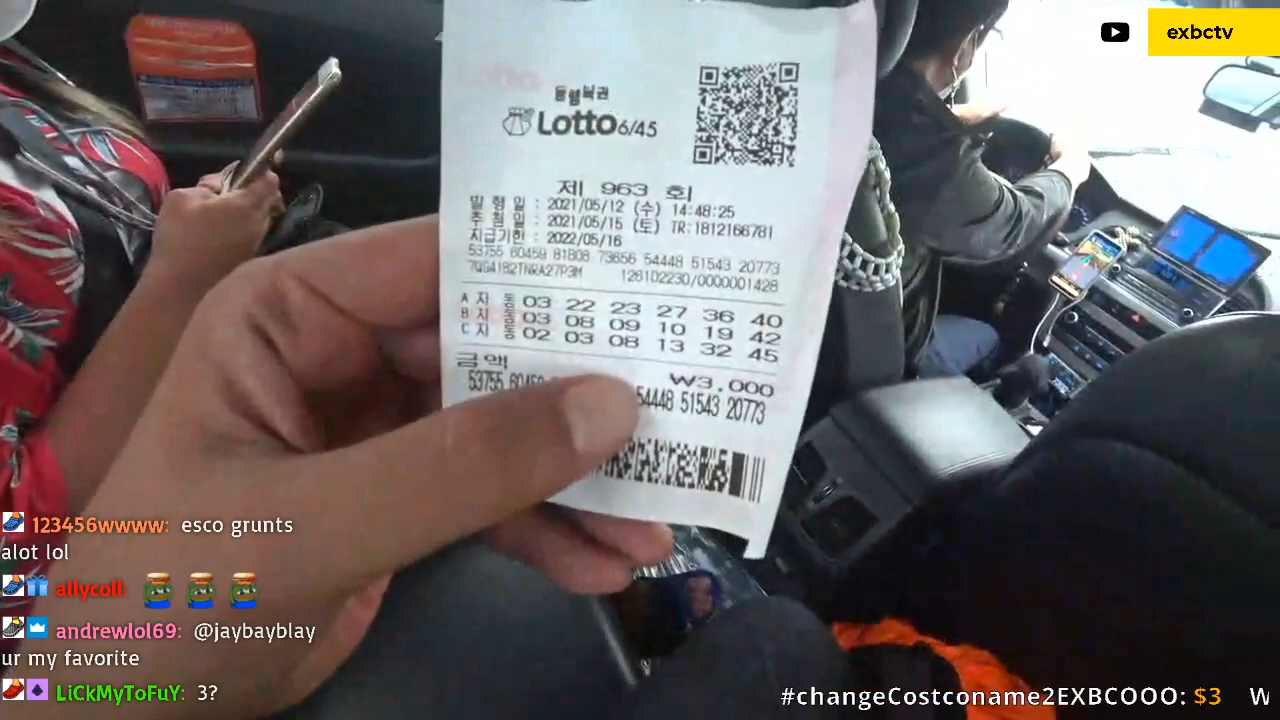 exbctv
Lotto
동행복권
Lotto 6/45
제 963 회
발 행 일 : 2021/05/12 (수) 14:48:25
추 첨 일 : 2021/05/15 (토) TR:1812166781
지급기한 : 2022/05/16
53755 60459 81808 73656 54448 51543 20773
128102230/0000001428
A 자 동 03 22 23 27 36 40
B 자 동 03 08 09 10 19 42
C 자 동 02 03 08 13 32 45
금액 ₩3,000
53755 60459 54448 51543 20773
123456wwww: esco grunts
alot lol
allycoll
andrewlol69: @jaybayblay
ur my favorite
LiCkMyToFuY: 3?
#changeCostconame2EXBCOOO: $3 W